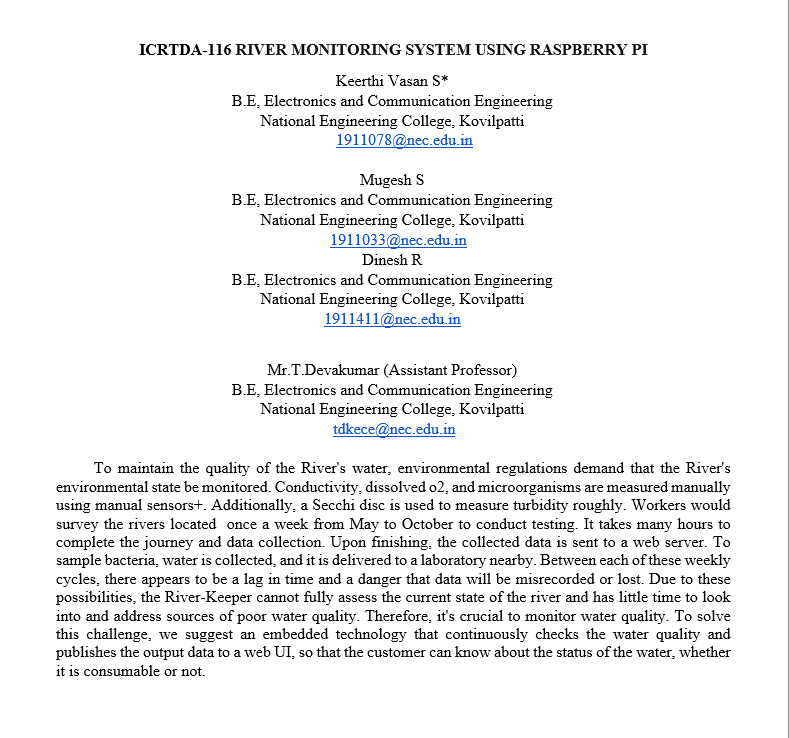 ICRTDA-116 RIVER MONITORING SYSTEM USING RASPBERRY PI
Keerthi Vasan S*
B.E, Electronics and Communication Engineering
National Engineering College, Kovilpatti
1911078@nec.edu.in
Mugesh S
B.E, Electronics and Communication Engineering
National Engineering College, Kovilpatti
1911033@nec.edu.in
Dinesh R
B.E, Electronics and Communication Engineering
National Engineering College, Kovilpatti
1911411@nec.edu.in
Mr.T.Devakumar (Assistant Professor)
B.E, Electronics and Communication Engineering
National Engineering College, Kovilpatti
tdkece@nec.edu.in
To maintain the quality of the River's water, environmental regulations demand that the River's
environmental state be monitored. Conductivity, dissolved o2, and microorganisms are measured manually
using manual sensors+. Additionally, a Secchi disc is used to measure turbidity roughly. Workers would
survey the rivers located once a week from May to October to conduct testing. It takes many hours to
complete the journey and data collection. Upon finishing, the collected data is sent to a web server. To
sample bacteria, water is collected, and it is delivered to a laboratory nearby. Between each of these weekly
cycles, there appears to be a lag in time and a danger that data will be misrecorded or lost. Due to these
possibilities, the River-Keeper cannot fully assess the current state of the river and has little time to look
into and address sources of poor water quality. Therefore, it's crucial to monitor water quality. To solve
this challenge, we suggest an embedded technology that continuously checks the water quality and
publishes the output data to a web UI, so that the customer can know about the status of the water, whether
it is consumable or not.